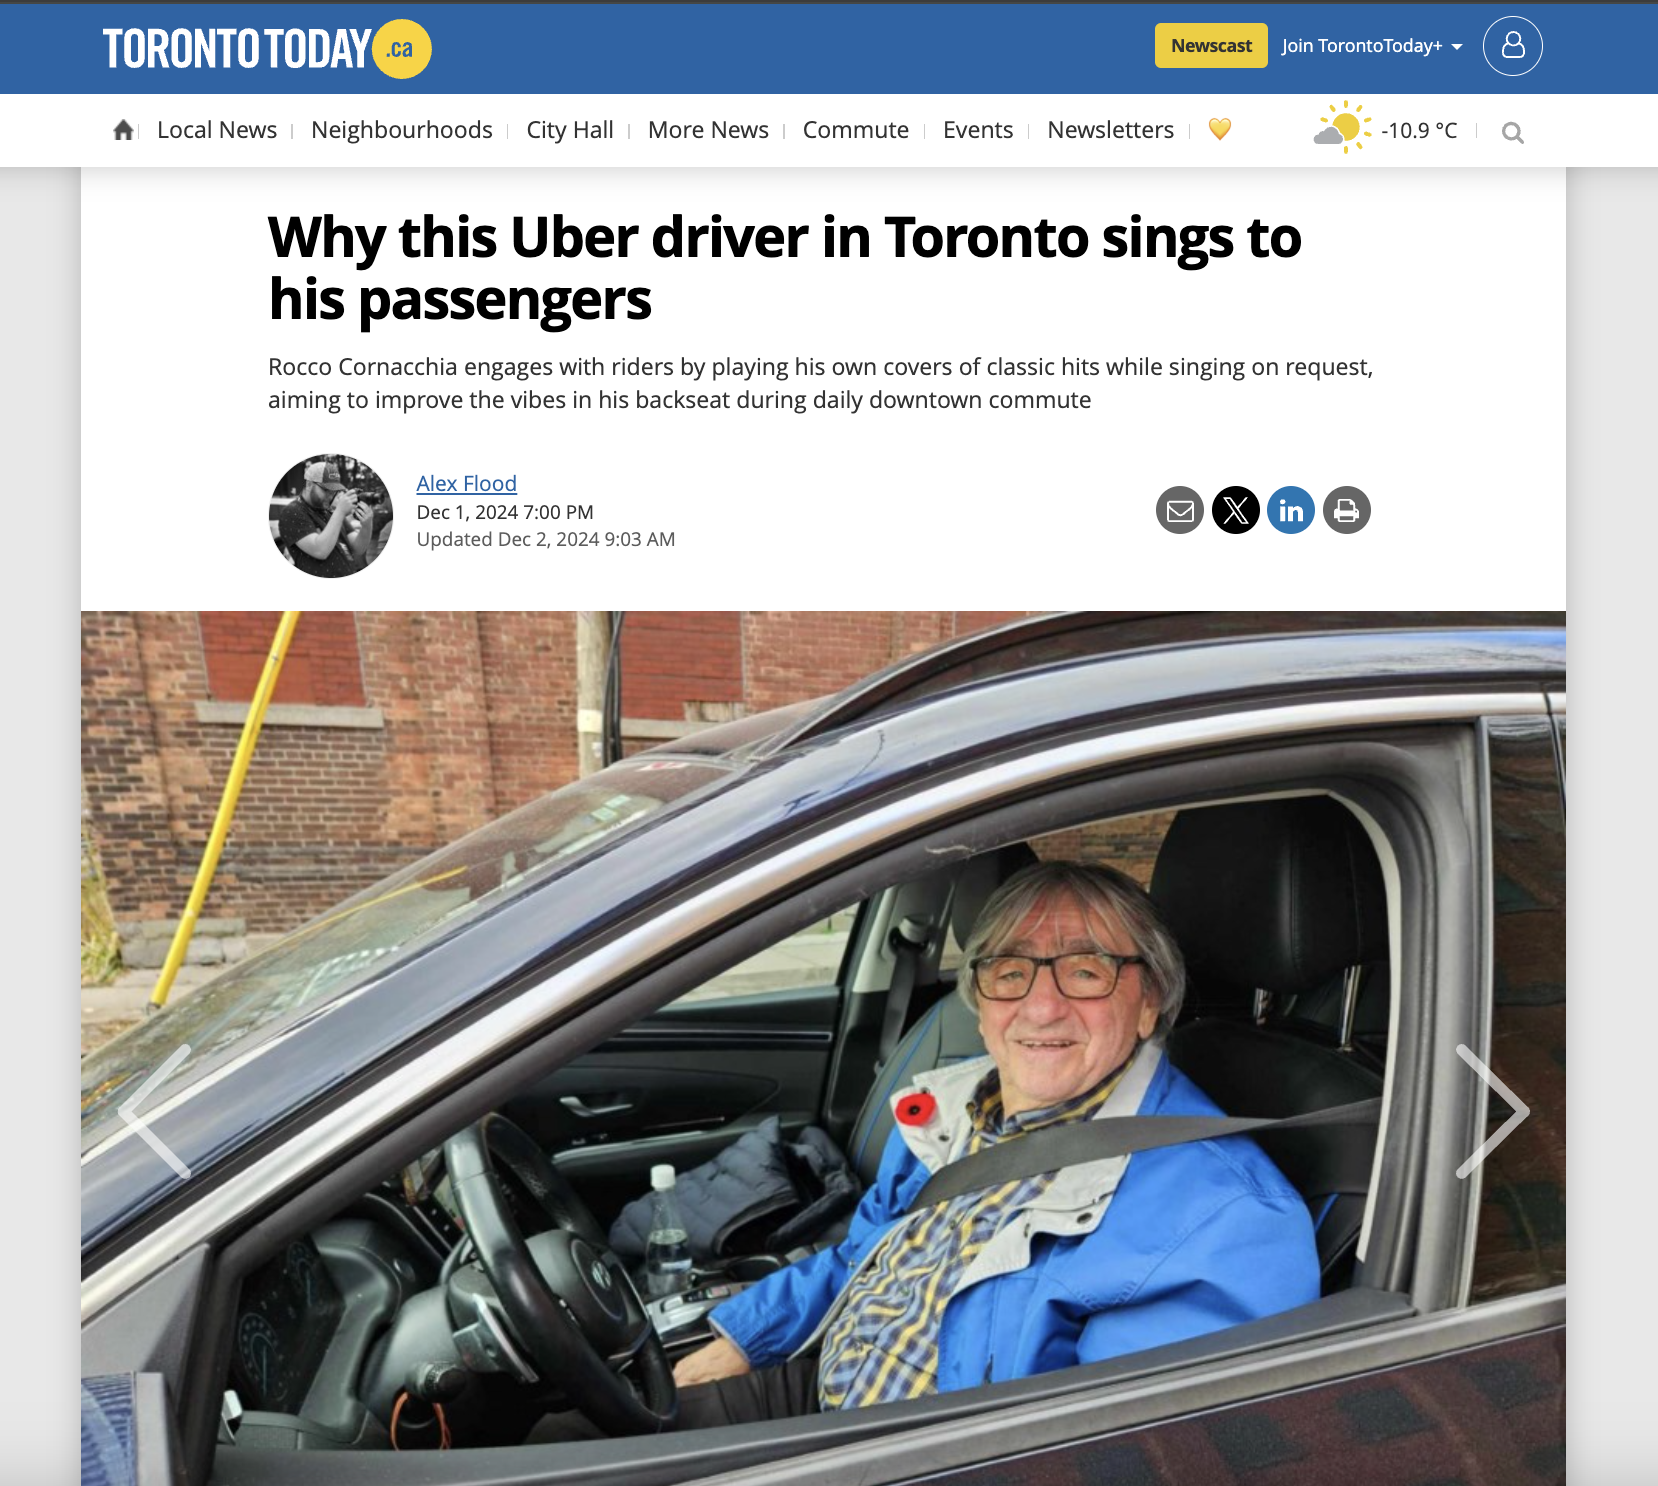 TORONTOTODAY.ca
Newscast
Join TorontoToday+
Local News
Neighbourhoods
City Hall
More News
Commute
Events
Newsletters
-10.9 °C
Why this Uber driver in Toronto sings to
his passengers
Rocco Cornacchia engages with riders by playing his own covers of classic hits while singing on request,
aiming to improve the vibes in his backseat during daily downtown commute
Alex Flood
Dec 1, 2024 7:00 PM
Updated Dec 2, 2024 9:03 AM
in